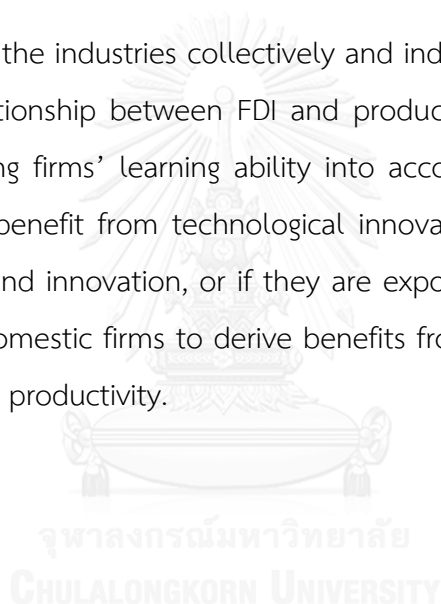 the industries collectively and ind
tionship between FDI and produc
ng firms' learning ability into acco
benefit from technological innova
nd innovation, or if they are expo
omestic firms to derive benefits fro
productivity.
จุฬาลงกรณ์มหาวิทยาลัย
CHULALONGKORN UNIVERSITY